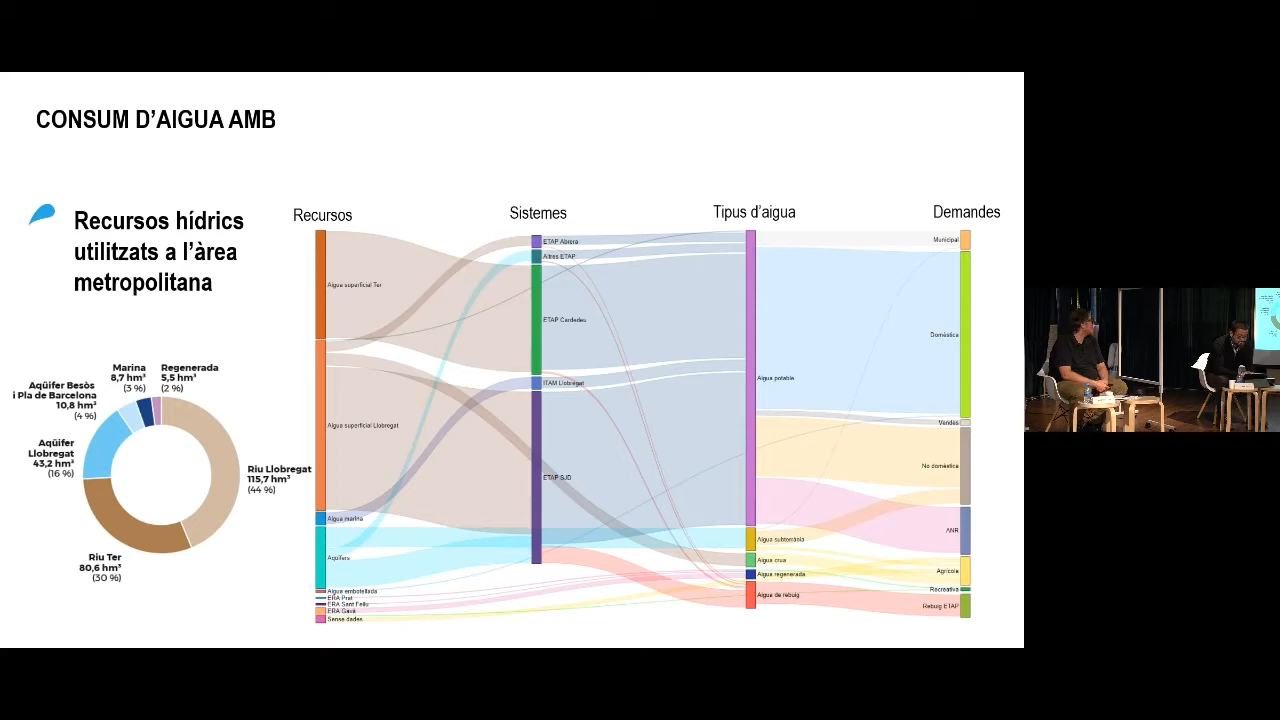 CONSUM D'AIGUA AMB
Recursos hídrics
utilitzats a l'àrea
metropolitana
Marina
8,7 hm³
(3 %)
Regenerada
5,5 hm³
(2 %)
Aqüífer Besòs
i Pla de Barcelona
10,8 hm³
(4 %)
Aqüífer
Llobregat
43,2 hm³
(16 %)
Riu Llobregat
115,7 hm³
(44 %)
Riu Ter
80,6 hm³
(30 %)
Recursos
Sistemes
Tipus d'aigua
Demandes
Aigua superficial Ter
Aigua superficial Llobregat
Aigua marina
Aqüífers
Aigua embotellada
ERA Prat
ERA Sant Feliu
ERA Gavà
Sense dades
ETAP Abrera
Altres ETAP
ETAP Cardedeu
ITAM Llobregat
ETAP SJD
Aigua potable
Aigua subterrània
Aigua crua
Aigua regenerada
Aigua de rebuig
Municipal
Domèstica
Vendes
No domèstica
ANR
Agrícola
Recreativa
Rebuig ETAP